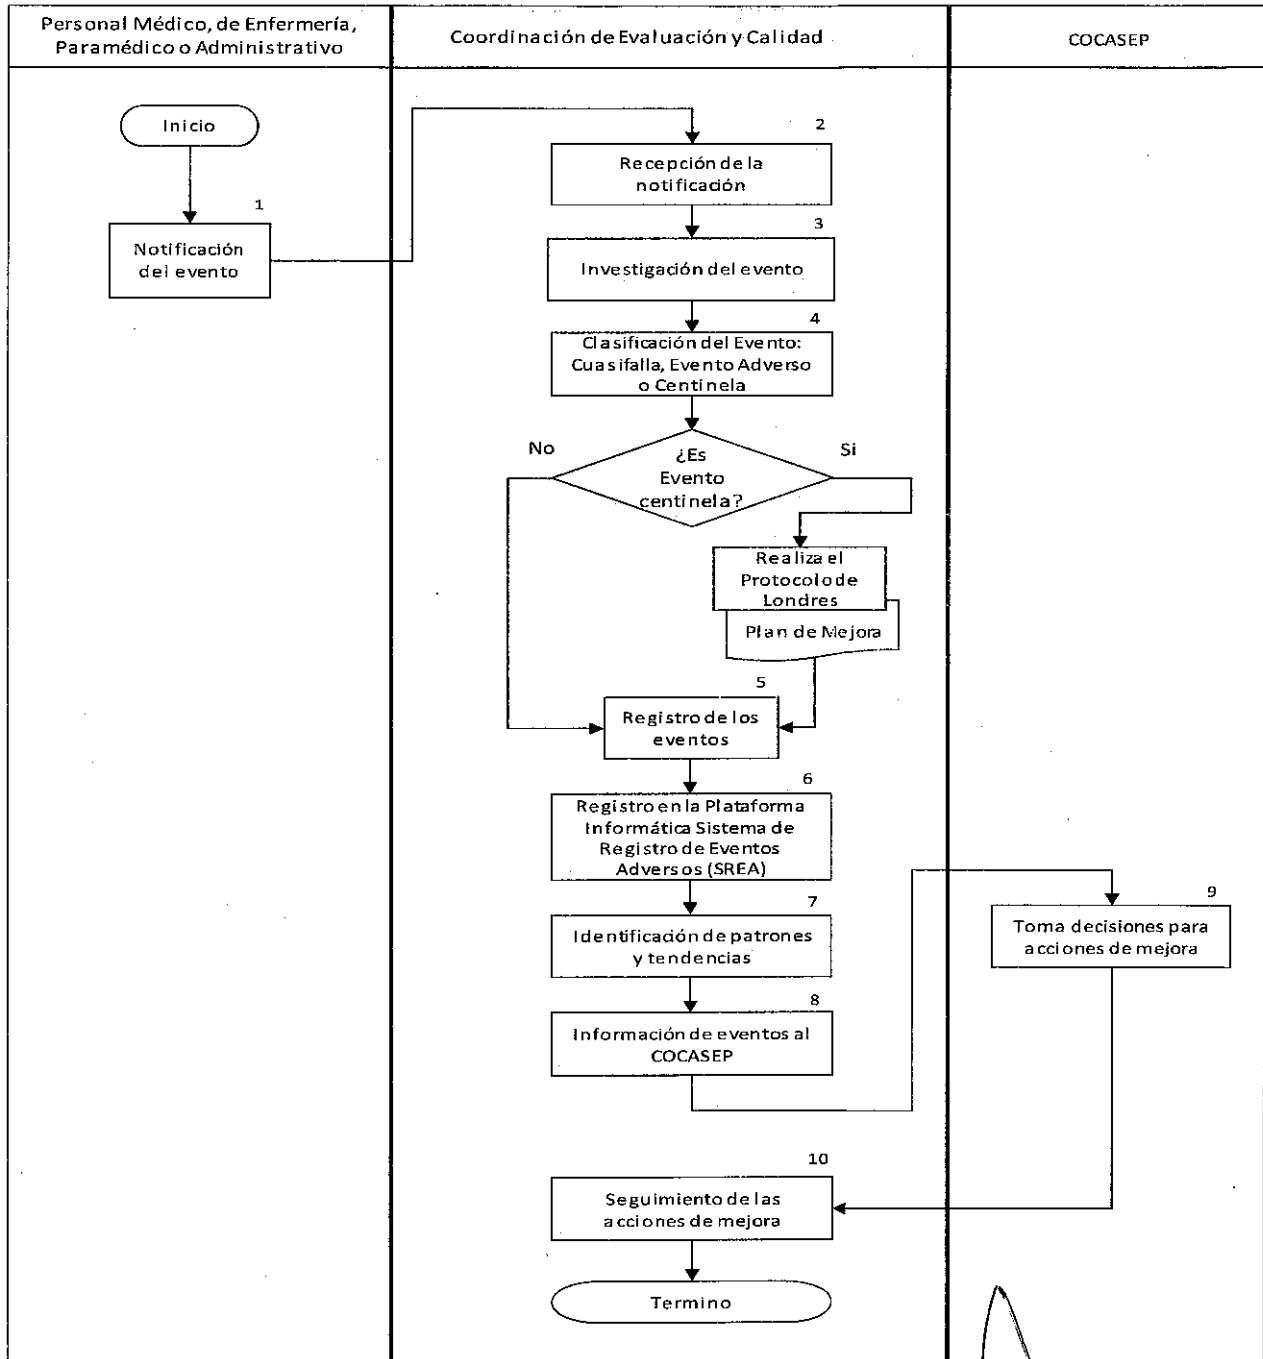 Personal Médico, de Enfermería,
Paramédico o Administrativo
Coordinación de Evaluación y Calidad
COCASEP
Inicio
1
Notificación
del evento
2
Recepción de la
notificación
3
Investigación del evento
4
Clasificación del Evento:
Cuasifalla, Evento Adverso
o Centinela
No
¿Es
Evento
centinela?
Si
Realiza el
Protocolo de
Londres
Plan de Mejora
5
Registro de los
eventos
6
Registro en la Plataforma
Informática Sistema de
Registro de Eventos
Adversos (SREA)
7
Identificación de patrones
y tendencias
8
Información de eventos al
COCASEP
9
Toma decisiones para
acciones de mejora
10
Seguimiento de las
acciones de mejora
Termino